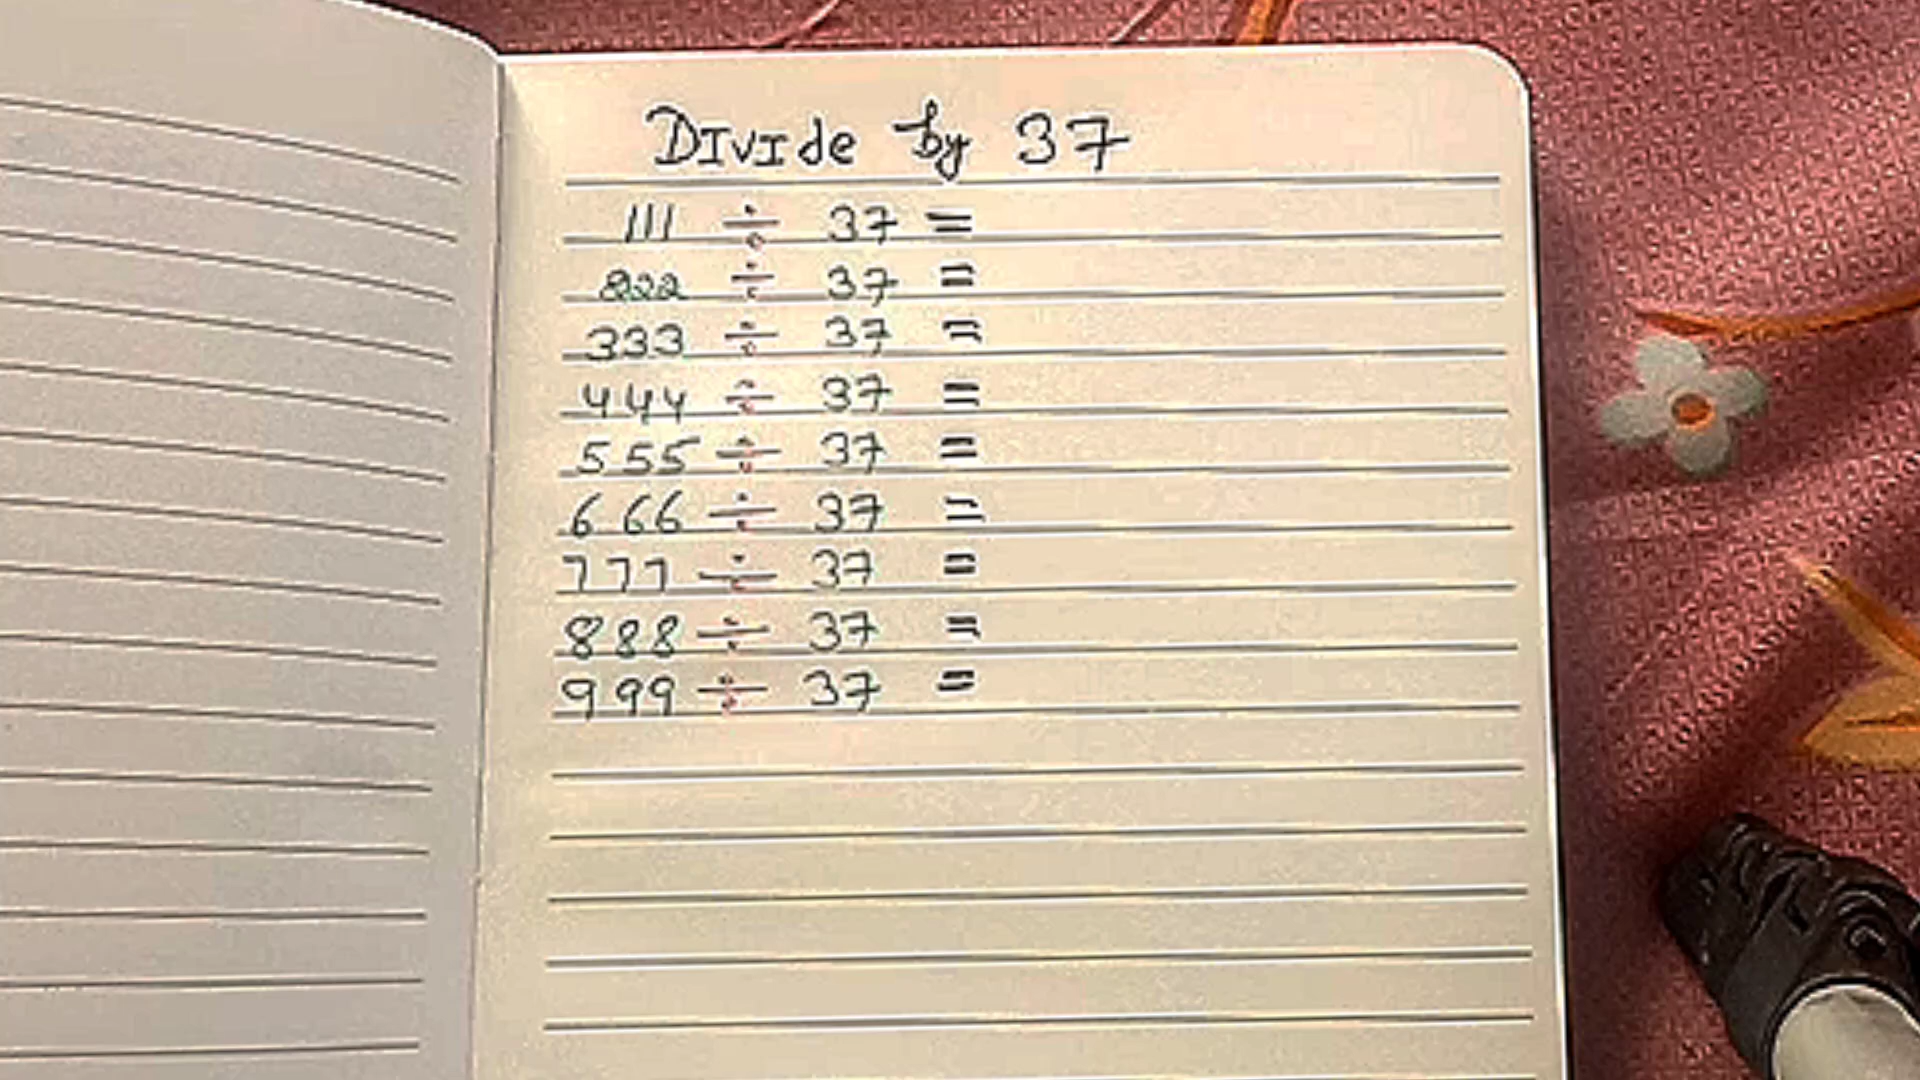 DIVIde by 37
111 ÷ 37 =
222 ÷ 37 =
333 ÷ 37 =
444 ÷ 37 =
555 ÷ 37 =
666 ÷ 37 =
777 ÷ 37 =
888 ÷ 37 =
999 ÷ 37 =